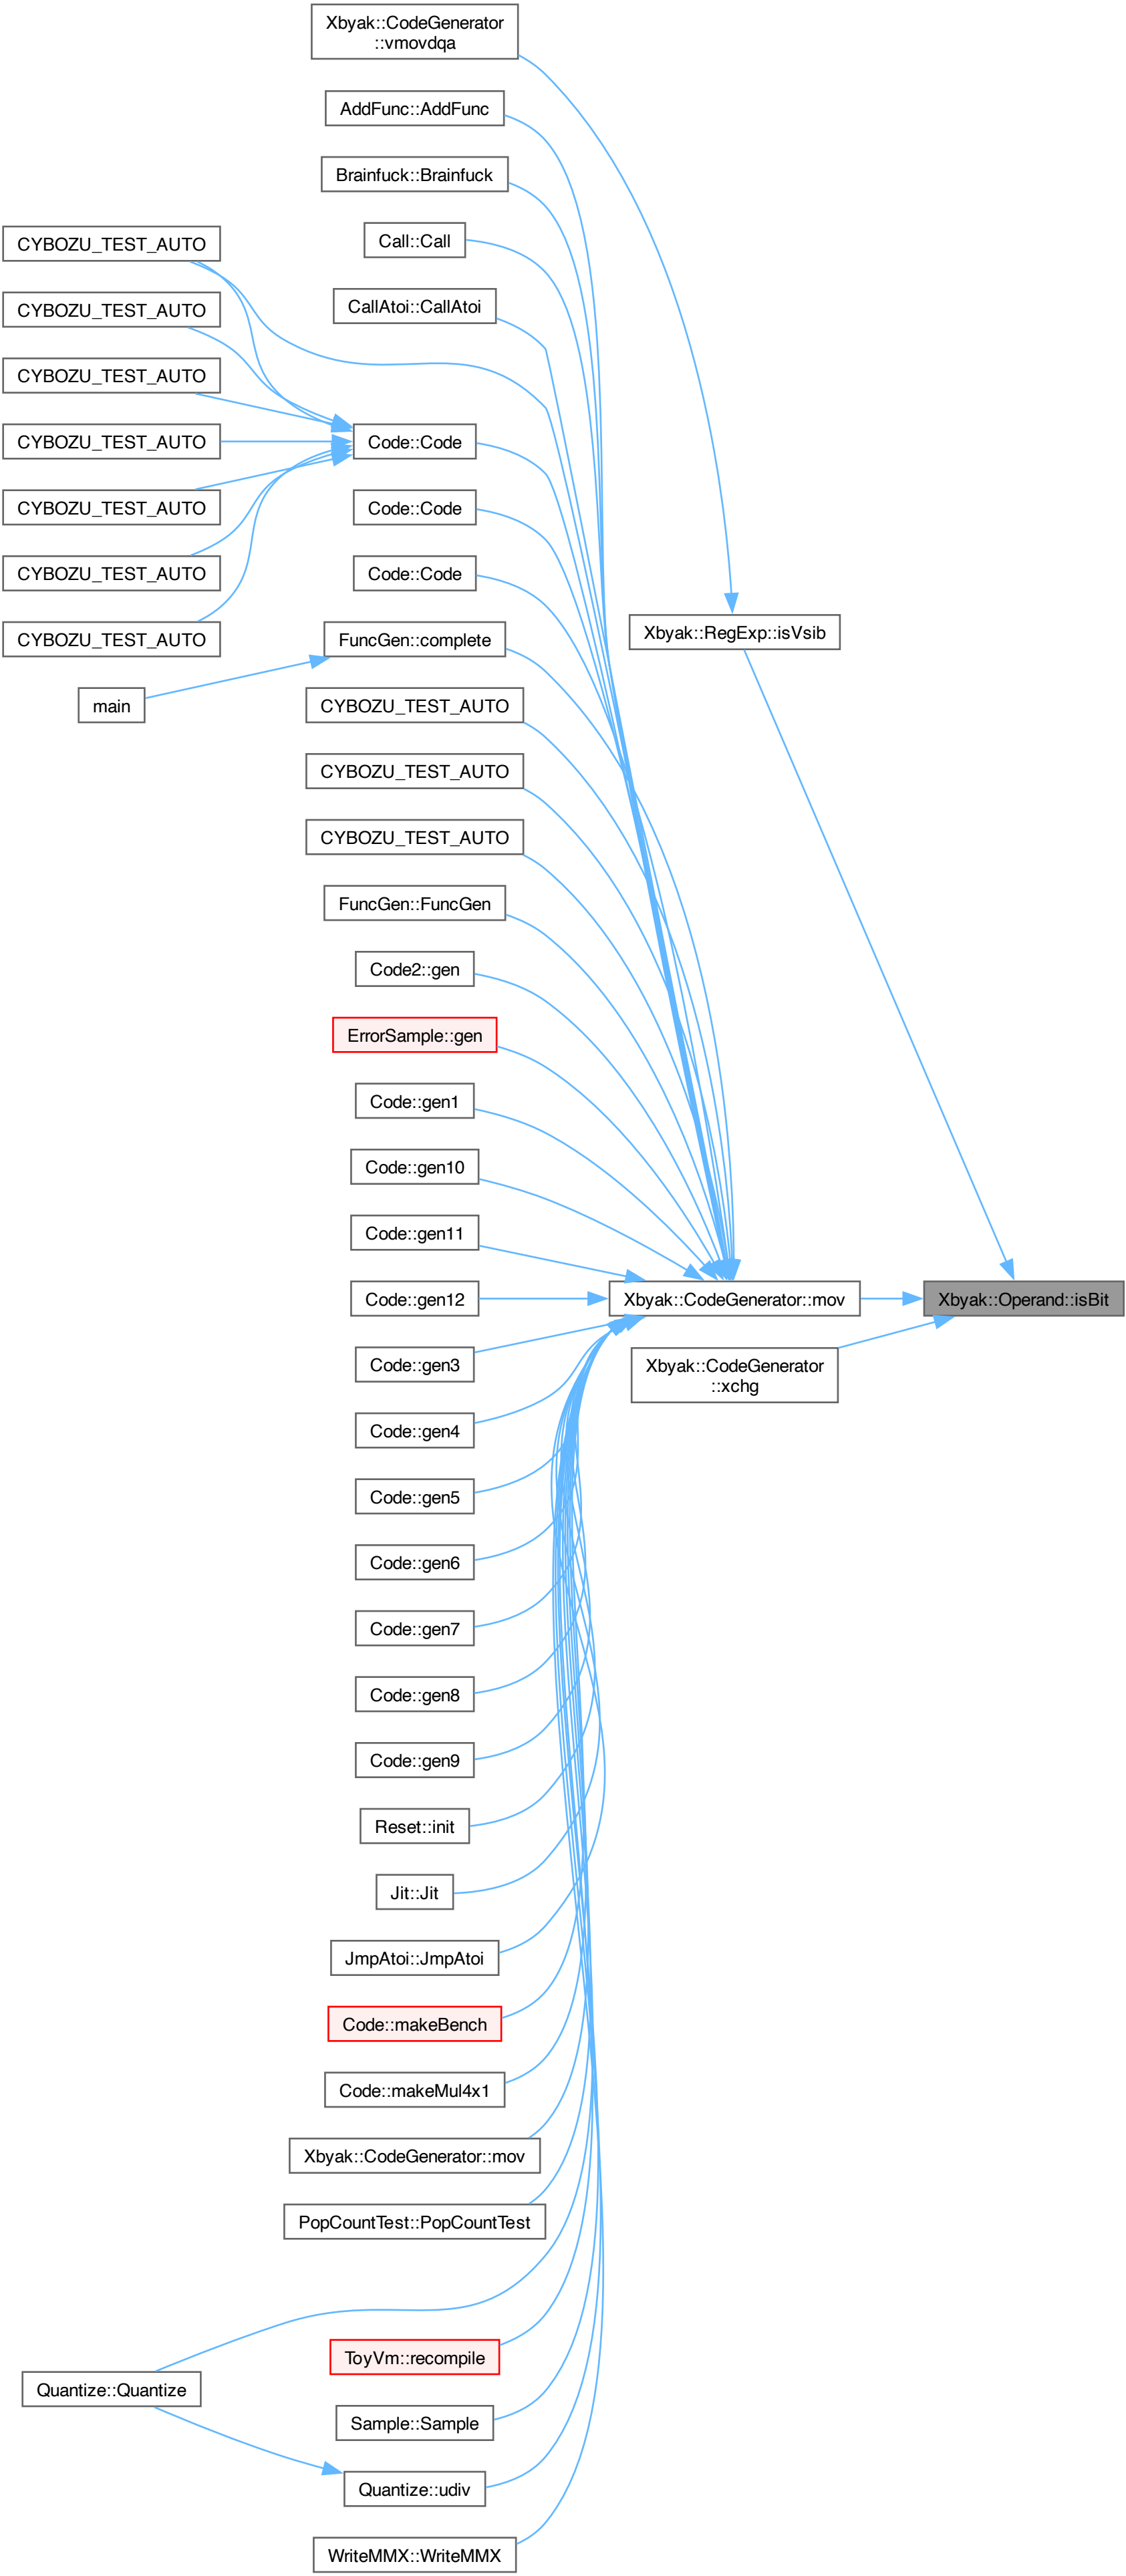 Xbyak::CodeGenerator
::vmovdqa
AddFunc::AddFunc
Brainfuck::Brainfuck
Call::Call
CYBOZU_TEST_AUTO
CallAtoi::CallAtoi
CYBOZU_TEST_AUTO
CYBOZU_TEST_AUTO
CYBOZU_TEST_AUTO
Code::Code
CYBOZU_TEST_AUTO
Code::Code
CYBOZU_TEST_AUTO
Code::Code
CYBOZU_TEST_AUTO
FuncGen::complete
Xbyak::RegExp::isVsib
main
CYBOZU_TEST_AUTO
CYBOZU_TEST_AUTO
CYBOZU_TEST_AUTO
FuncGen::FuncGen
Code2::gen
ErrorSample::gen
Code::gen1
Code::gen10
Code::gen11
Code::gen12
Xbyak::CodeGenerator::mov
Xbyak::Operand::isBit
Code::gen3
Xbyak::CodeGenerator
::xchg
Code::gen4
Code::gen5
Code::gen6
Code::gen7
Code::gen8
Code::gen9
Reset::init
Jit::Jit
JmpAtoi::JmpAtoi
Code::makeBench
Code::makeMul4x1
Xbyak::CodeGenerator::mov
PopCountTest::PopCountTest
ToyVm::recompile
Quantize::Quantize
Sample::Sample
Quantize::udiv
WriteMMX::WriteMMX